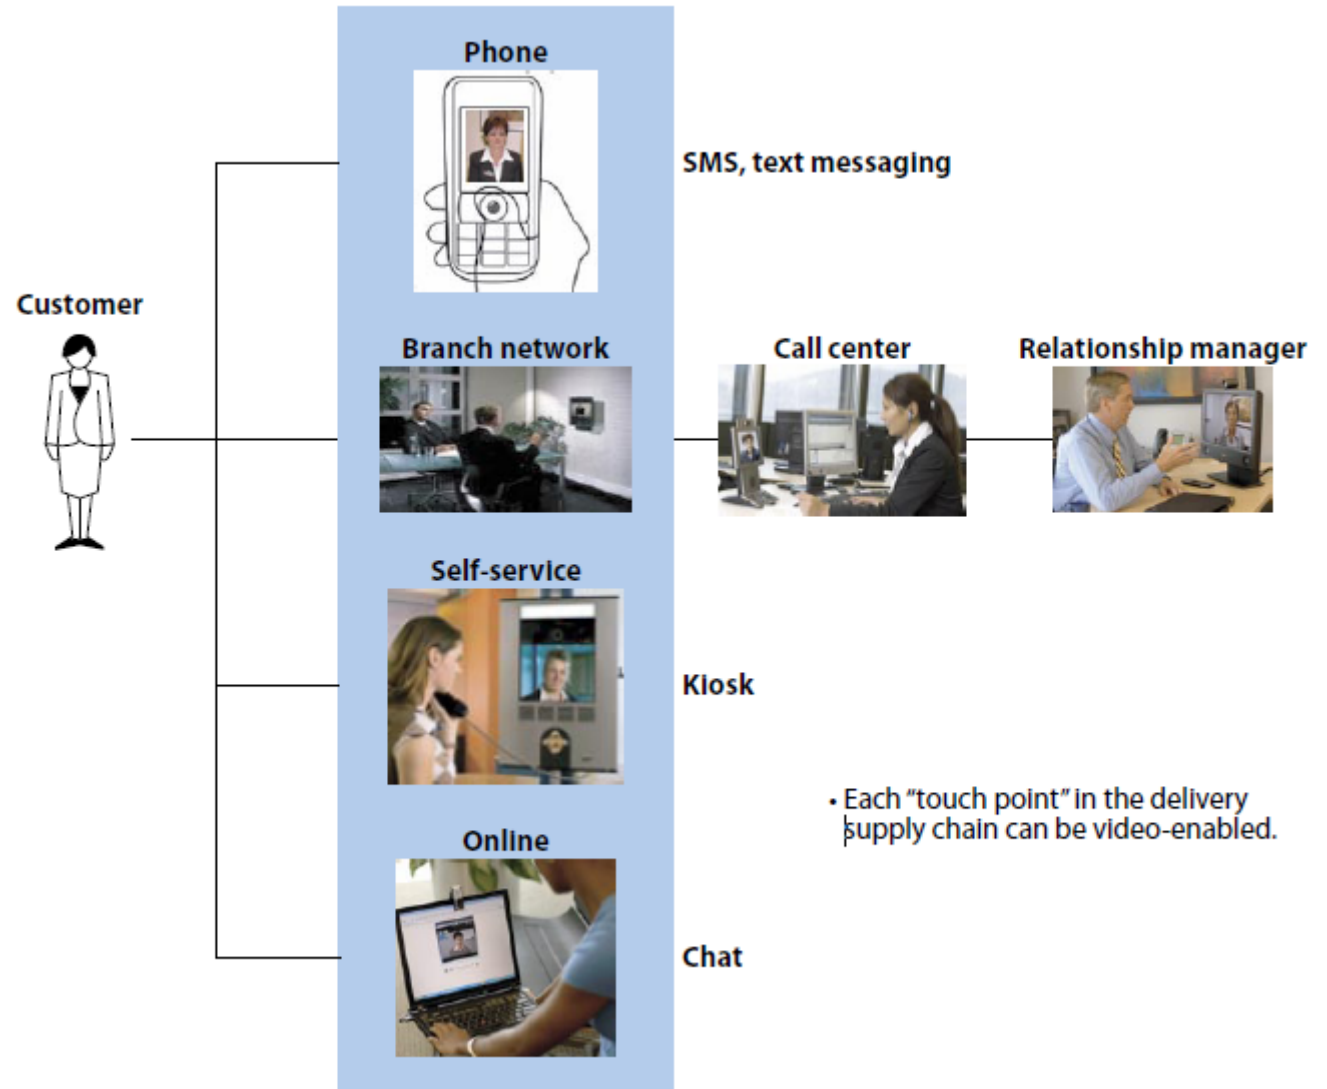 Phone
SMS, text messaging
Customer
Branch network
Call center
Relationship manager
Self-service
Kiosk
• Each “touch point” in the delivery
supply chain can be video-enabled.
Online
Chat